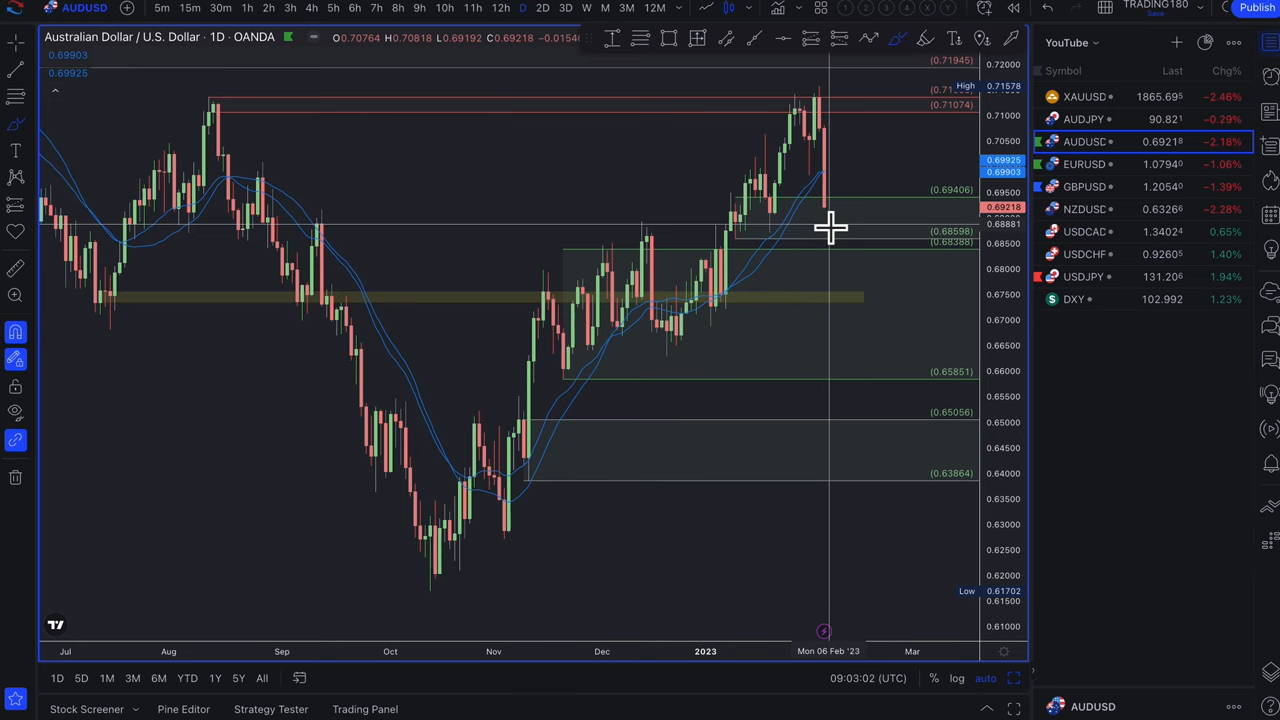 AUDUSD 5m 15m 30m 1h 2h 3h 4h 5h 6h 7h 8h 9h 10h 11h 12h D 2D 3D W M 3M 12M TRADING180 Save Publish
Australian Dollar / U.S. Dollar · 1D · OANDA O0.70764 H0.70818 L0.69192 C0.69218
0.69903
0.69925
YouTube
Symbol Last Chg%
XAUUSD 1865.695 −2.46%
AUDJPY 90.821 −0.29%
AUDUSD 0.69218 −2.18%
EURUSD 1.07940 −1.06%
GBPUSD 1.20540 −1.39%
NZDUSD 0.63266 −2.28%
USDCAD 1.34024 0.65%
USDCHF 0.92605 1.40%
USDJPY 131.206 1.94%
DXY 102.992 1.23%
(0.71945)
(0.71074)
(0.69406)
(0.68598)
(0.68388)
(0.65851)
(0.65056)
(0.63864)
0.72000
High 0.71578
0.71000
0.70500
0.69925
0.69903
0.69500
0.69218
0.68881
0.68500
0.68000
0.67500
0.67000
0.66500
0.66000
0.65500
0.65000
0.64500
0.64000
0.63500
0.63000
0.62500
0.62000
Low 0.61702
0.61500
0.61000
Jul Aug Sep Oct Nov Dec 2023 Mon 06 Feb '23 Mar
1D 5D 1M 3M 6M YTD 1Y 5Y All 09:03:02 (UTC) % log auto
Stock Screener Pine Editor Strategy Tester Trading Panel AUDUSD